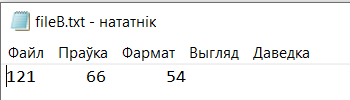 fileB.txt - нататнік
Файл Праўка Фармат Выгляд Даведка
121 66 54